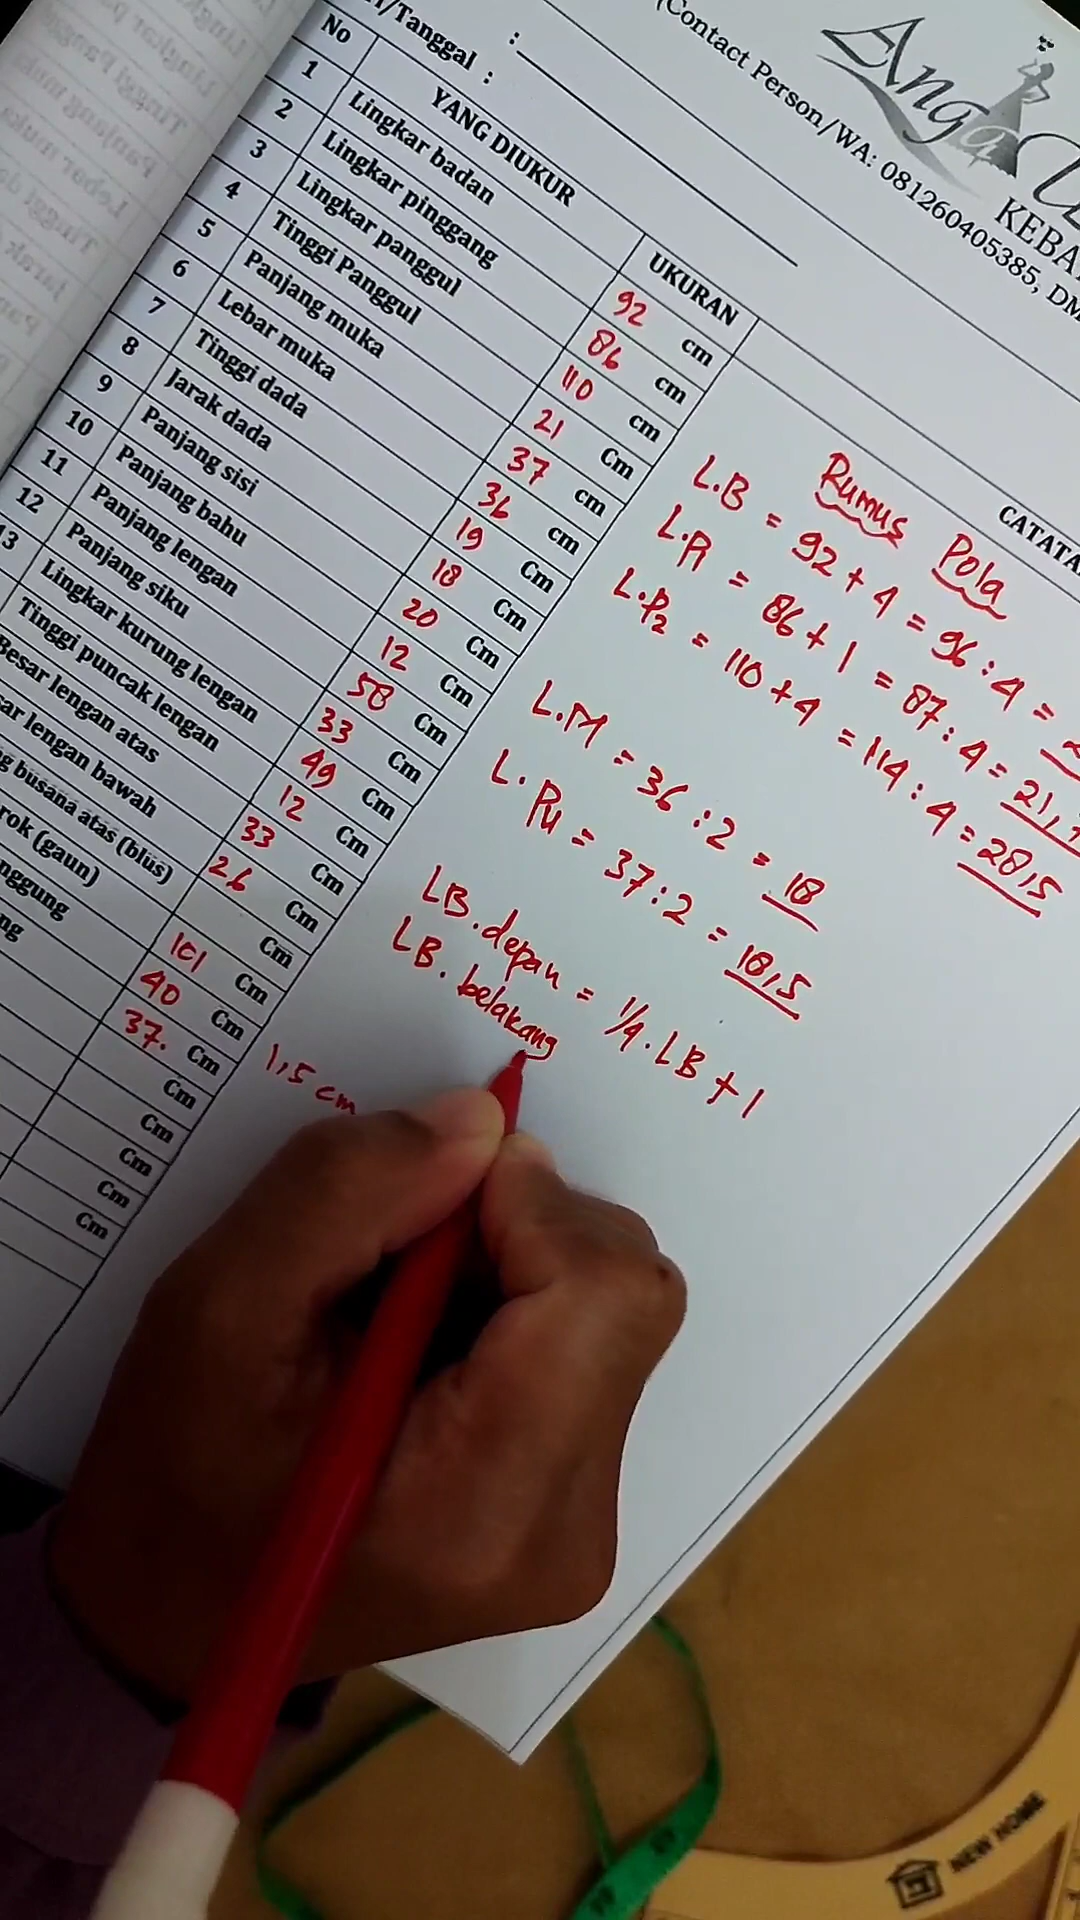 (Contact Person/WA: 081260405385, DM
KEBA
/Tanggal :
:
No YANG DIUKUR UKURAN CATATA
1 Lingkar badan 92 cm
2 Lingkar pinggang 86 cm
3 Lingkar panggul 110 cm
4 Tinggi Panggul 21 Cm
5 Panjang muka 37 cm
6 Lebar muka 36 cm
7 Tinggi dada 19 Cm
8 Jarak dada 18 Cm
9 Panjang sisi 20 Cm
10 Panjang bahu 12 Cm
11 Panjang lengan 58 Cm
12 Panjang siku 33 Cm
13 Lingkar kurung lengan 49 Cm
Tinggi puncak lengan 12 Cm
Besar lengan atas 33 Cm
ar lengan bawah 26 Cm
g busana atas (blus) Cm
rok (gaun) 101 Cm
nggung 40 Cm
ng 37. Cm
Cm
Cm
Cm
Cm
Cm
Rumus Pola
L.B = 92 + 4 = 96 : 4 =
L.P1 = 86 + 1 = 87 : 4 = 21,
L.P2 = 110 + 4 = 114 : 4 = 28,5
L.M = 36 : 2 = 18
L. Pu = 37 : 2 = 18,5
LB. depan = 1/4 . LB + 1
LB. belakang
1,5 cm
NEW HOME